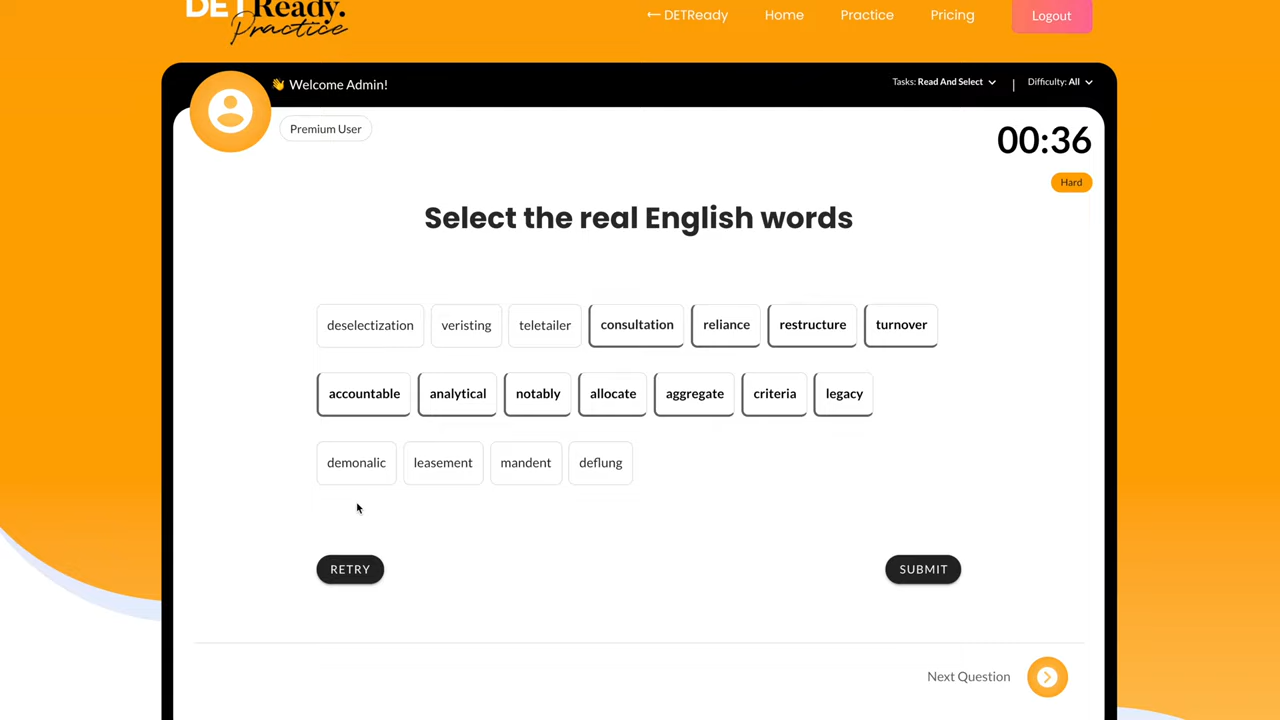 DETReady.
Practice
← DETReady Home Practice Pricing Logout
👋 Welcome Admin!
Tasks: Read And Select | Difficulty: All
Premium User
00:36
Hard
Select the real English words
deselectization veristing teletailer consultation reliance restructure turnover
accountable analytical notably allocate aggregate criteria legacy
demonalic leasement mandent deflung
RETRY SUBMIT
Next Question